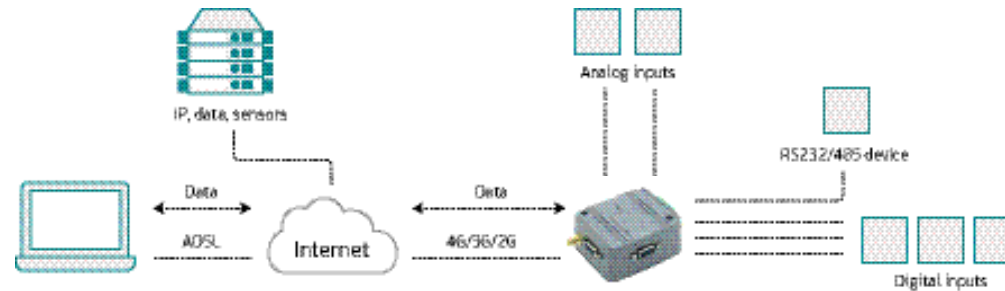 Analog inputs
IP, data, sensors
RS232/485 device
Data
Data
ADSL
Internet
4G/3G/2G
Digital inputs